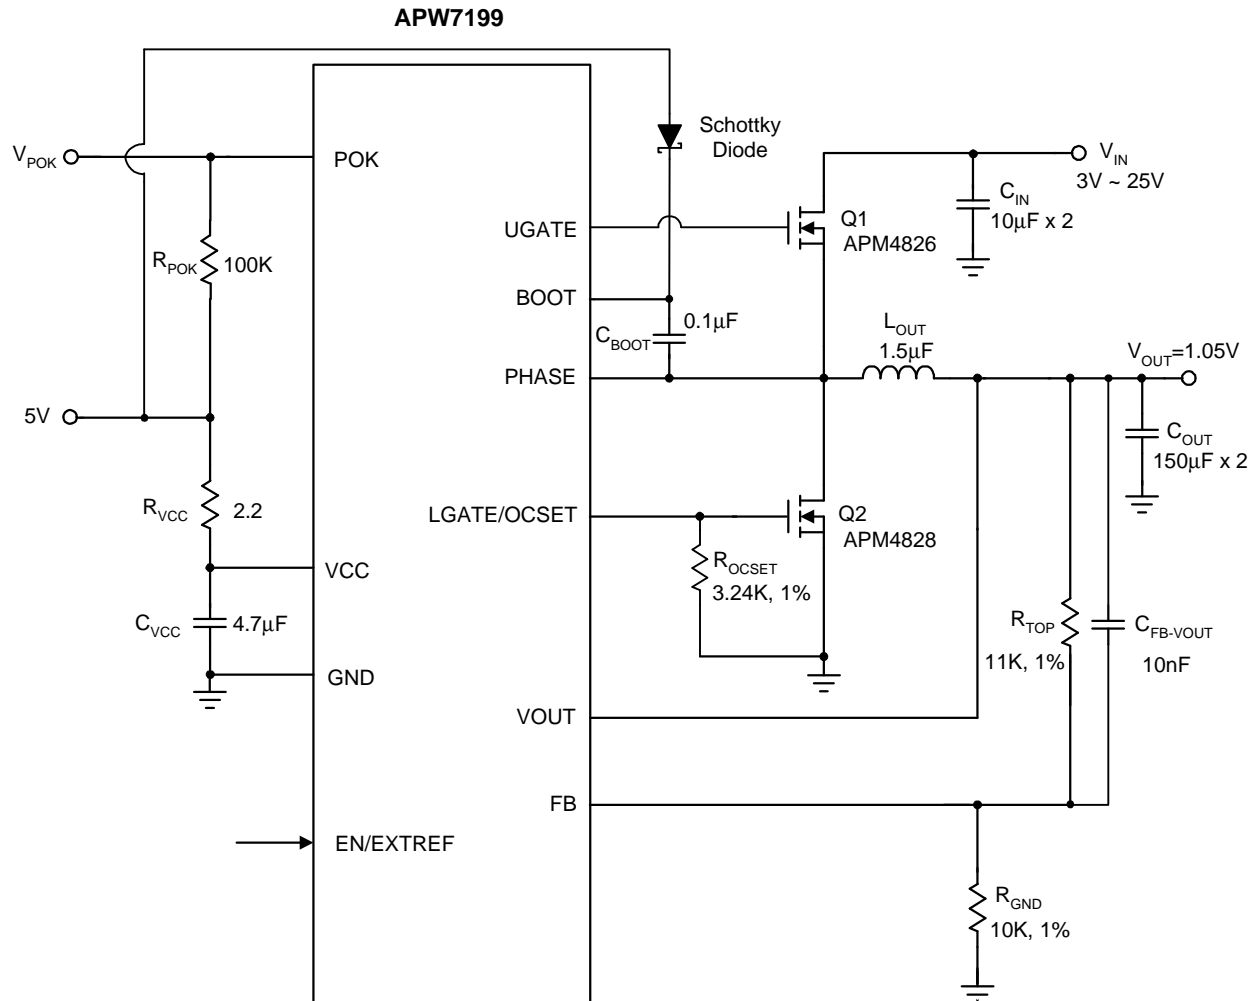 APW7199
Schottky
Diode
V_POK
POK
V_IN
3V ~ 25V
C_IN
10µF x 2
UGATE
Q1
APM4826
R_POK
100K
BOOT
0.1µF
C_BOOT
L_OUT
1.5µF
PHASE
V_OUT=1.05V
5V
C_OUT
150µF x 2
R_VCC
2.2
LGATE/OCSET
Q2
APM4828
R_OCSET
3.24K, 1%
VCC
C_VCC
4.7µF
R_TOP
11K, 1%
C_FB-VOUT
10nF
GND
VOUT
FB
EN/EXTREF
R_GND
10K, 1%